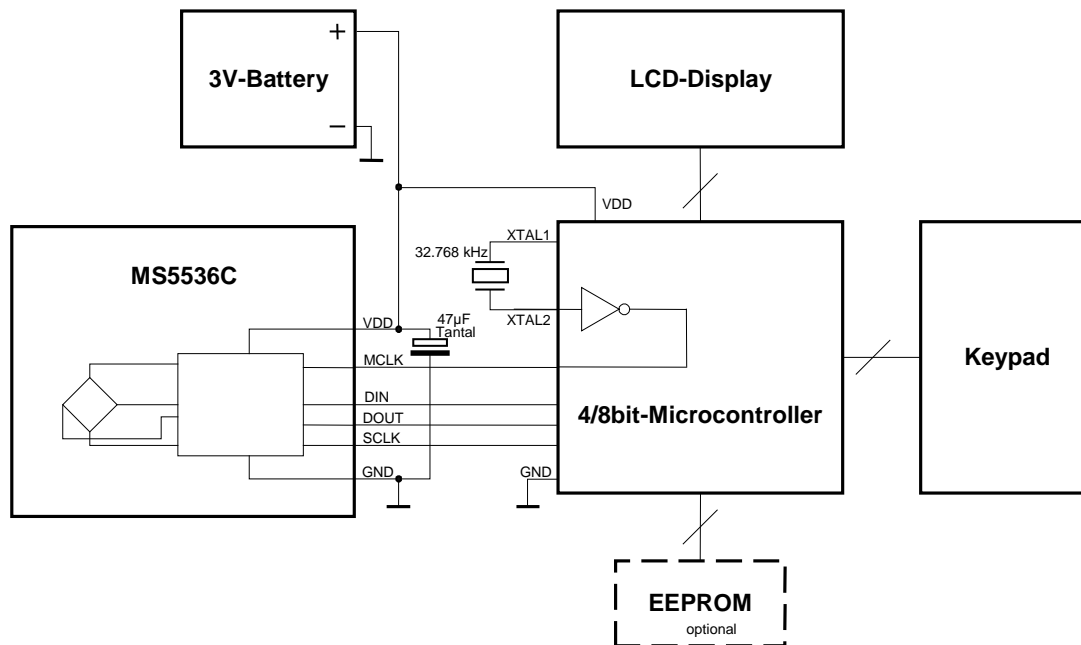 +
3V-Battery
−
LCD-Display
VDD
XTAL1
32.768 kHz
XTAL2
MS5536C
VDD
47µF
Tantal
MCLK
DIN
DOUT
SCLK
GND
4/8bit-Microcontroller
GND
Keypad
EEPROM
optional